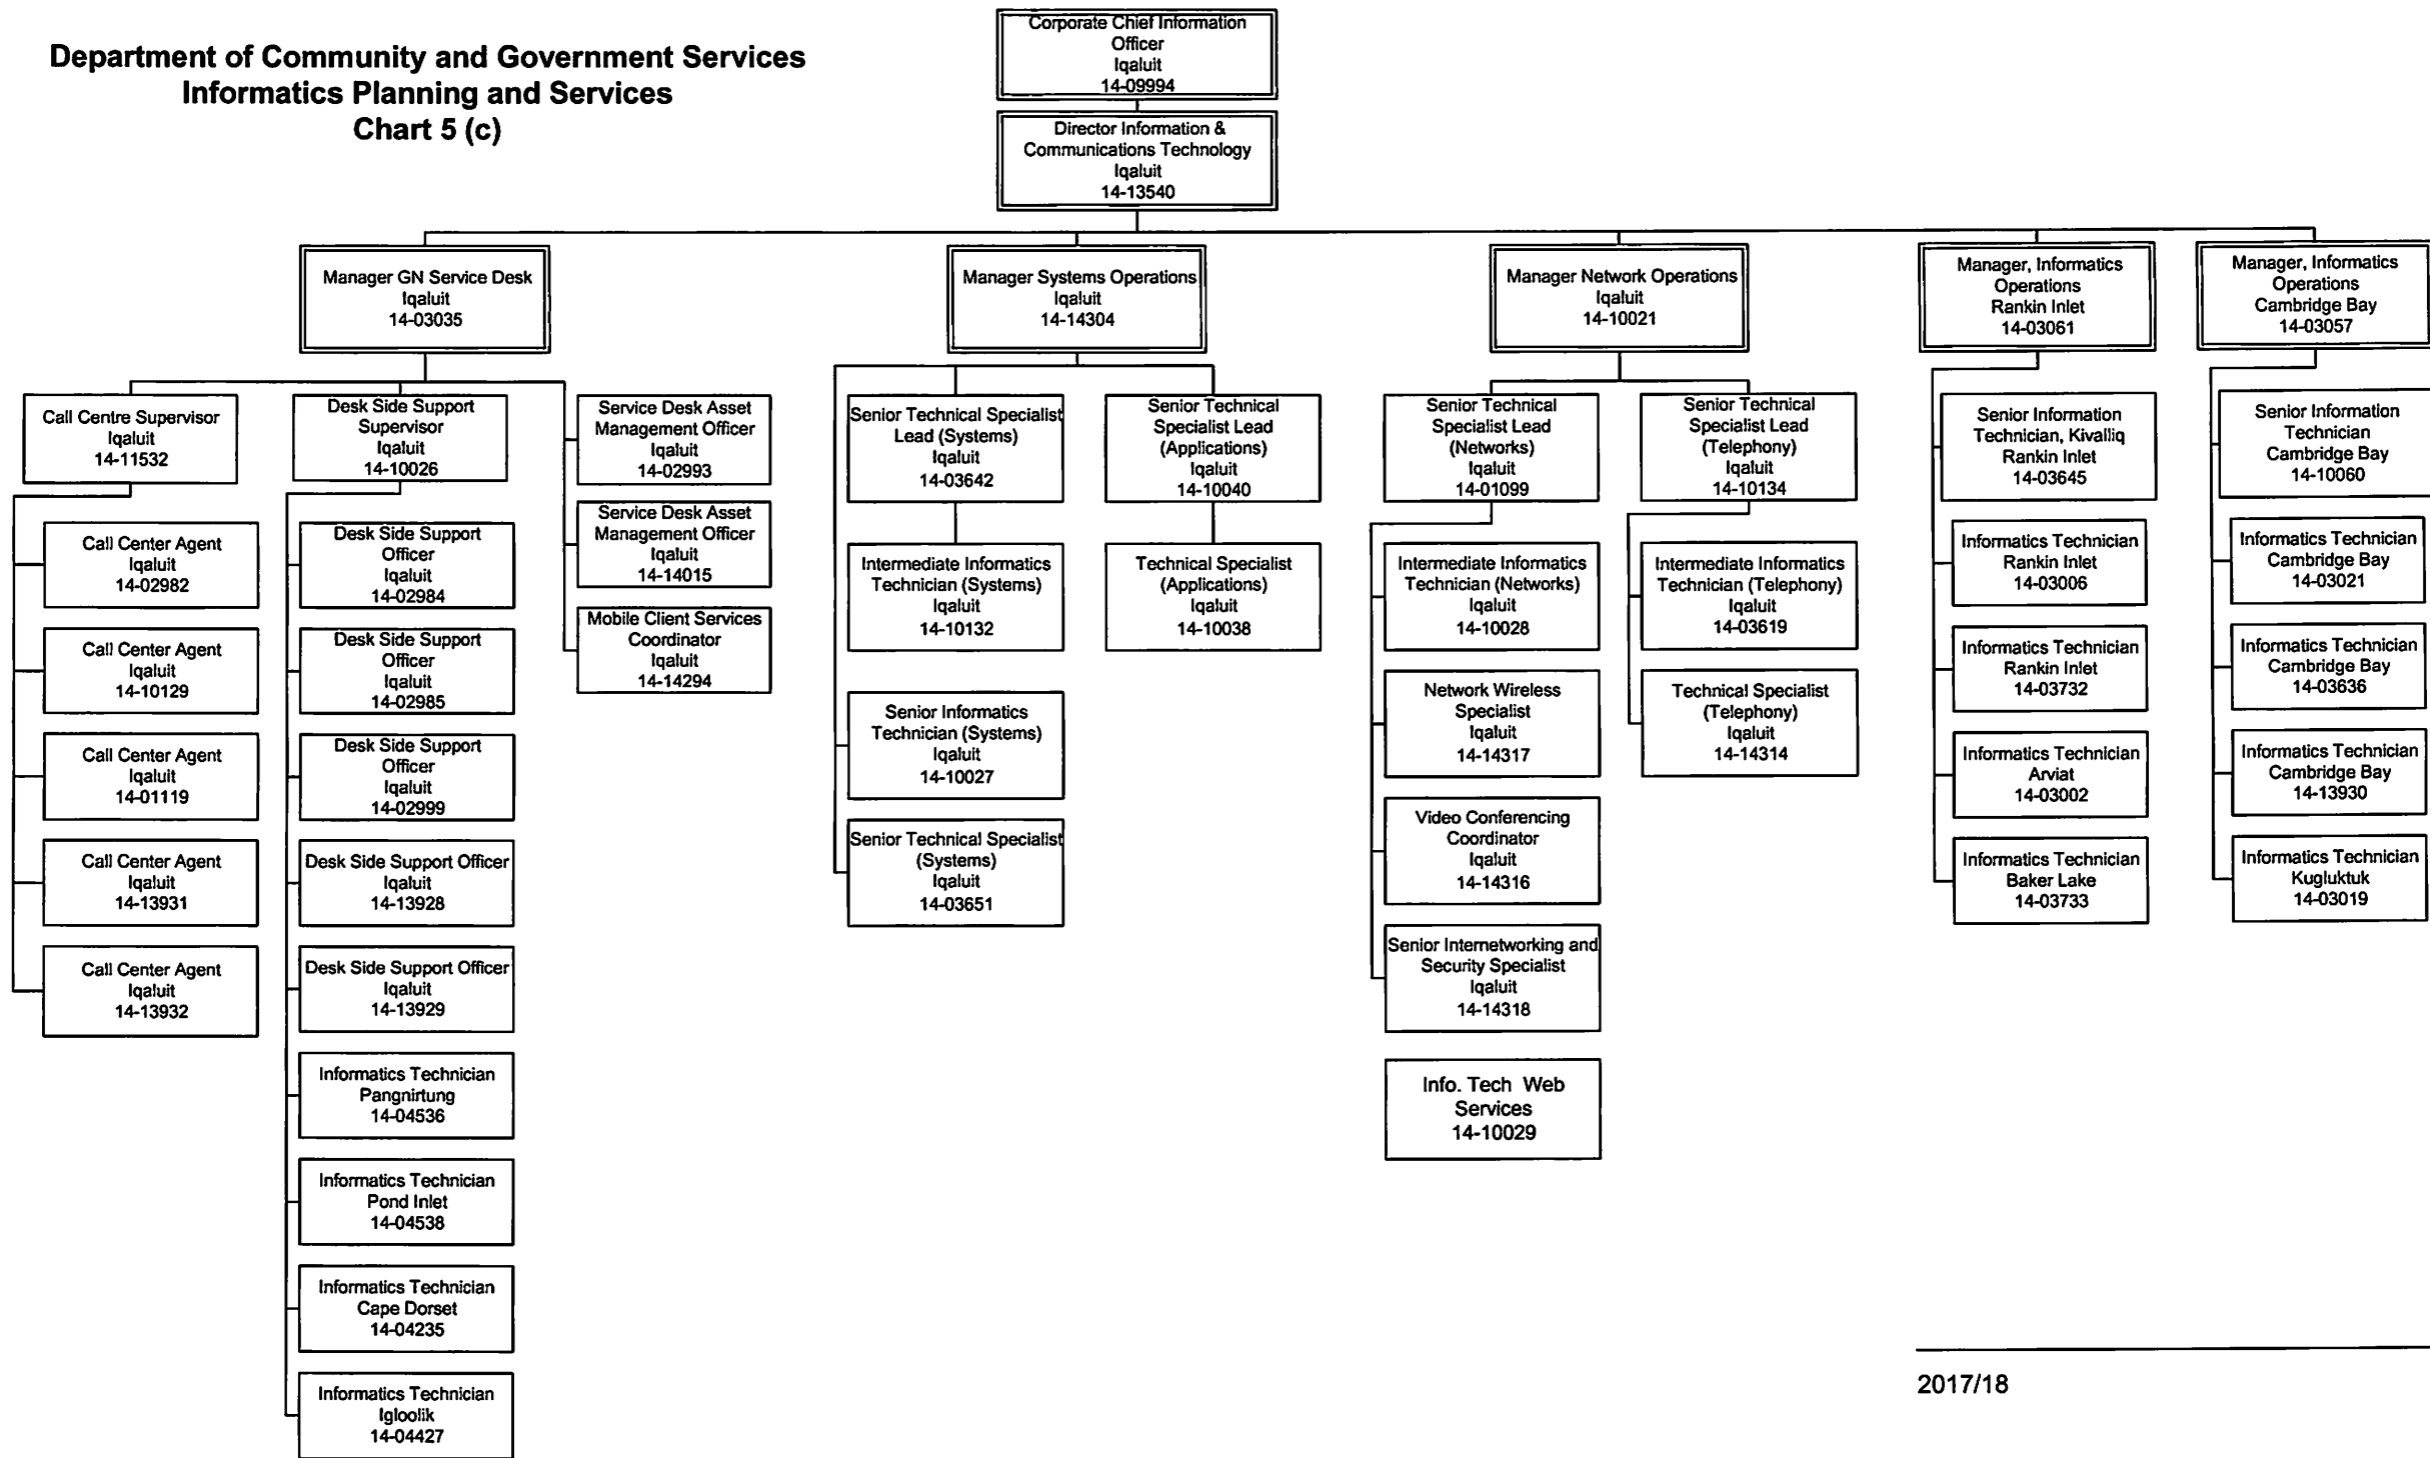 Department of Community and Government Services
Informatics Planning and Services
Chart 5 (c)
Corporate Chief Information
Officer
Iqaluit
14-09994
Director Information &
Communications Technology
Iqaluit
14-13540
Manager GN Service Desk
Iqaluit
14-03035
Manager Systems Operations
Iqaluit
14-14304
Manager Network Operations
Iqaluit
14-10021
Manager, Informatics
Operations
Rankin Inlet
14-03061
Manager, Informatics
Operations
Cambridge Bay
14-03057
Call Centre Supervisor
Iqaluit
14-11532
Call Center Agent
Iqaluit
14-02982
Call Center Agent
Iqaluit
14-10129
Call Center Agent
Iqaluit
14-01119
Call Center Agent
Iqaluit
14-13931
Call Center Agent
Iqaluit
14-13932
Desk Side Support
Supervisor
Iqaluit
14-10026
Desk Side Support
Officer
Iqaluit
14-02984
Desk Side Support
Officer
Iqaluit
14-02985
Desk Side Support
Officer
Iqaluit
14-02999
Desk Side Support Officer
Iqaluit
14-13928
Desk Side Support Officer
Iqaluit
14-13929
Informatics Technician
Pangnirtung
14-04536
Informatics Technician
Pond Inlet
14-04538
Informatics Technician
Cape Dorset
14-04235
Informatics Technician
Igloolik
14-04427
Service Desk Asset
Management Officer
Iqaluit
14-02993
Service Desk Asset
Management Officer
Iqaluit
14-14015
Mobile Client Services
Coordinator
Iqaluit
14-14294
Senior Technical Specialist
Lead (Systems)
Iqaluit
14-03642
Intermediate Informatics
Technician (Systems)
Iqaluit
14-10132
Senior Informatics
Technician (Systems)
Iqaluit
14-10027
Senior Technical Specialist
(Systems)
Iqaluit
14-03651
Senior Technical
Specialist Lead
(Applications)
Iqaluit
14-10040
Technical Specialist
(Applications)
Iqaluit
14-10038
Senior Technical
Specialist Lead
(Networks)
Iqaluit
14-01099
Intermediate Informatics
Technician (Networks)
Iqaluit
14-10028
Network Wireless
Specialist
Iqaluit
14-14317
Video Conferencing
Coordinator
Iqaluit
14-14316
Senior Internetworking and
Security Specialist
Iqaluit
14-14318
Info. Tech Web
Services
14-10029
Senior Technical
Specialist Lead
(Telephony)
Iqaluit
14-10134
Intermediate Informatics
Technician (Telephony)
Iqaluit
14-03619
Technical Specialist
(Telephony)
Iqaluit
14-14314
Senior Information
Technician, Kivalliq
Rankin Inlet
14-03645
Informatics Technician
Rankin Inlet
14-03006
Informatics Technician
Rankin Inlet
14-03732
Informatics Technician
Arviat
14-03002
Informatics Technician
Baker Lake
14-03733
Senior Information
Technician
Cambridge Bay
14-10060
Informatics Technician
Cambridge Bay
14-03021
Informatics Technician
Cambridge Bay
14-03636
Informatics Technician
Cambridge Bay
14-13930
Informatics Technician
Kugluktuk
14-03019
2017/18